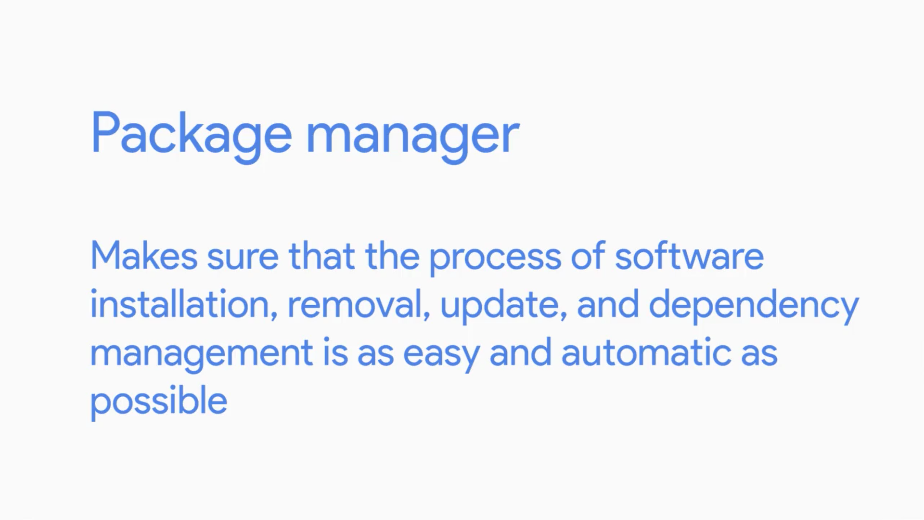 Package manager
Makes sure that the process of software
installation, removal, update, and dependency
management is as easy and automatic as
possible